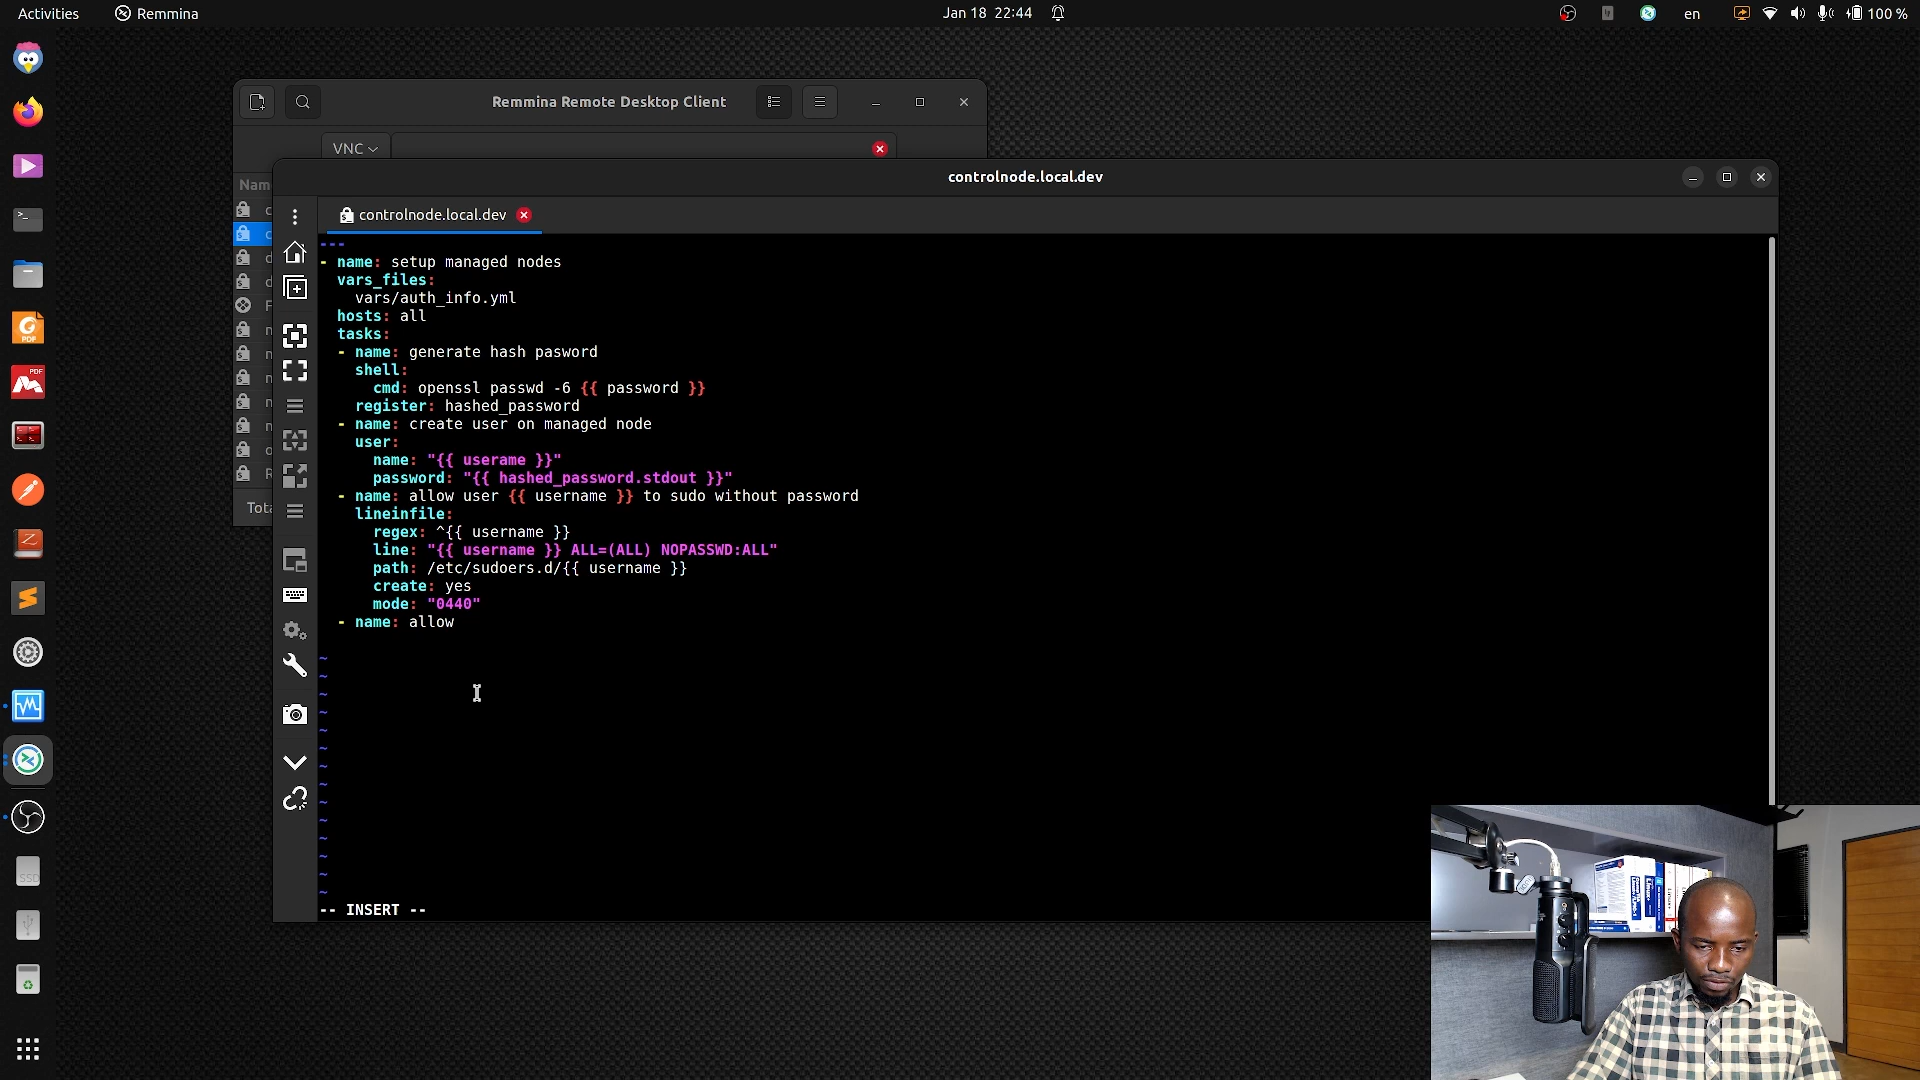 Activities
Remmina
Jan 18 22:44
en
100 %
Remmina Remote Desktop Client
VNC
Nam
controlnode.local.dev
controlnode.local.dev
---
- name: setup managed nodes
vars_files:
vars/auth_info.yml
hosts: all
tasks:
- name: generate hash pasword
shell:
cmd: openssl passwd -6 {{ password }}
register: hashed_password
- name: create user on managed node
user:
name: "{{ userame }}"
password: "{{ hashed_password.stdout }}"
- name: allow user {{ username }} to sudo without password
lineinfile:
regex: ^{{ username }}
line: "{{ username }} ALL=(ALL) NOPASSWD:ALL"
path: /etc/sudoers.d/{{ username }}
create: yes
mode: "0440"
- name: allow
~
~
~
~
~
~
~
~
~
~
~
~
~
~
-- INSERT --
Tota
PDF
PDF
SSD